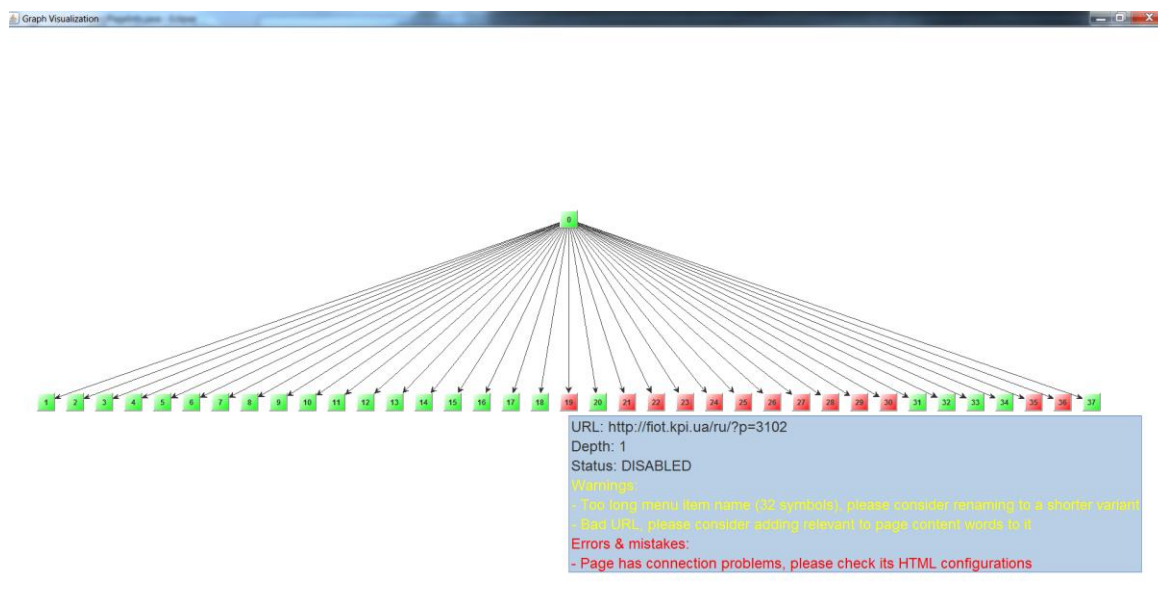 Graph Visualization
0
1 2 3 4 5 6 7 8 9 10 11 12 13 14 15 16 17 18 19 20 21 22 23 24 25 26 27 28 29 30 31 32 33 34 35 36 37
URL: http://fiot.kpi.ua/ru/?p=3102
Depth: 1
Status: DISABLED
Warnings:
- Too long menu item name (32 symbols), please consider renaming to a shorter variant
- Bad URL, please consider adding relevant to page content words to it
Errors & mistakes:
- Page has connection problems, please check its HTML configurations